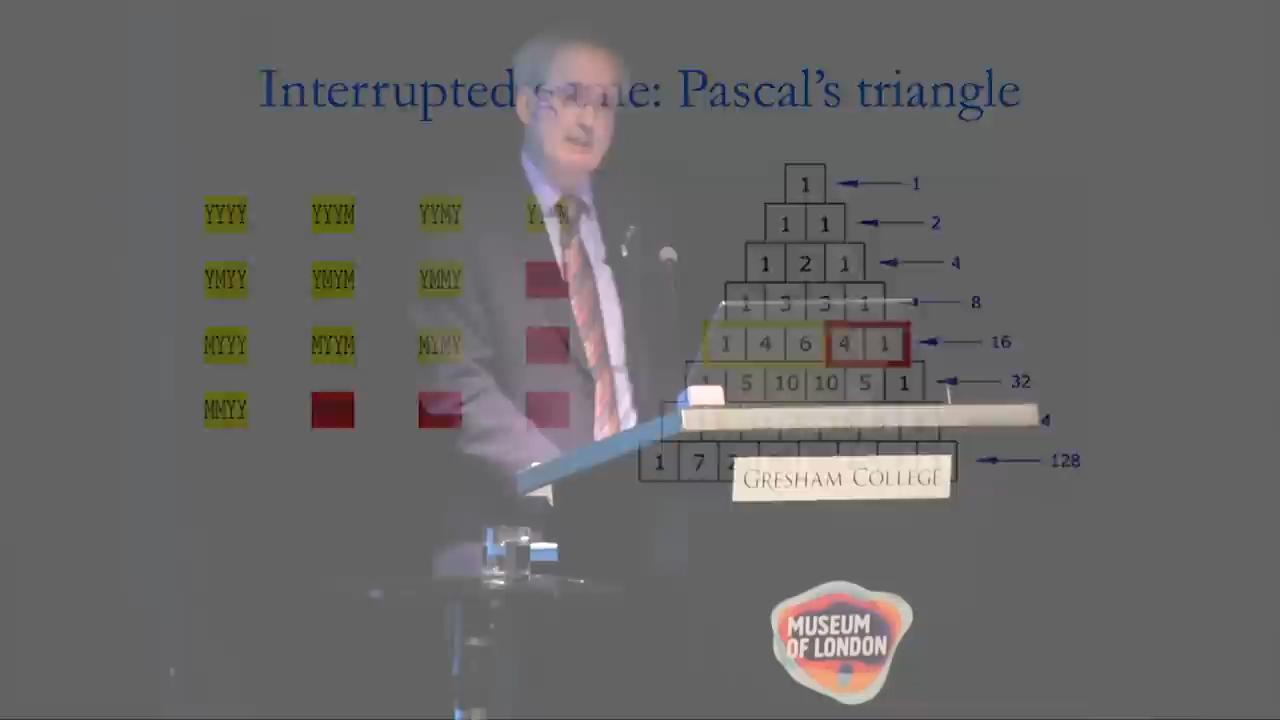 Interrupted game: Pascal's triangle
YYYY YYYM YYMY
YMYY YMYM YMMY
MYYY MYYM MYMY
MMYY
1 ← 1
1 1 ← 2
1 2 1 ← 4
1 3 3 1 ← 8
1 4 6 4 1 ← 16
1 5 10 10 5 1 ← 32
4
1 7 ← 128
GRESHAM COLLEGE
MUSEUM
OF LONDON